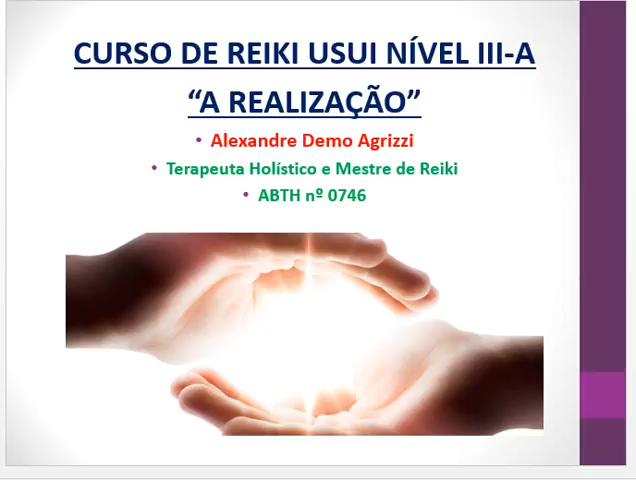 CURSO DE REIKI USUI NÍVEL III-A
“A REALIZAÇÃO”
• Alexandre Demo Agrizzi
• Terapeuta Holístico e Mestre de Reiki
• ABTH nº 0746